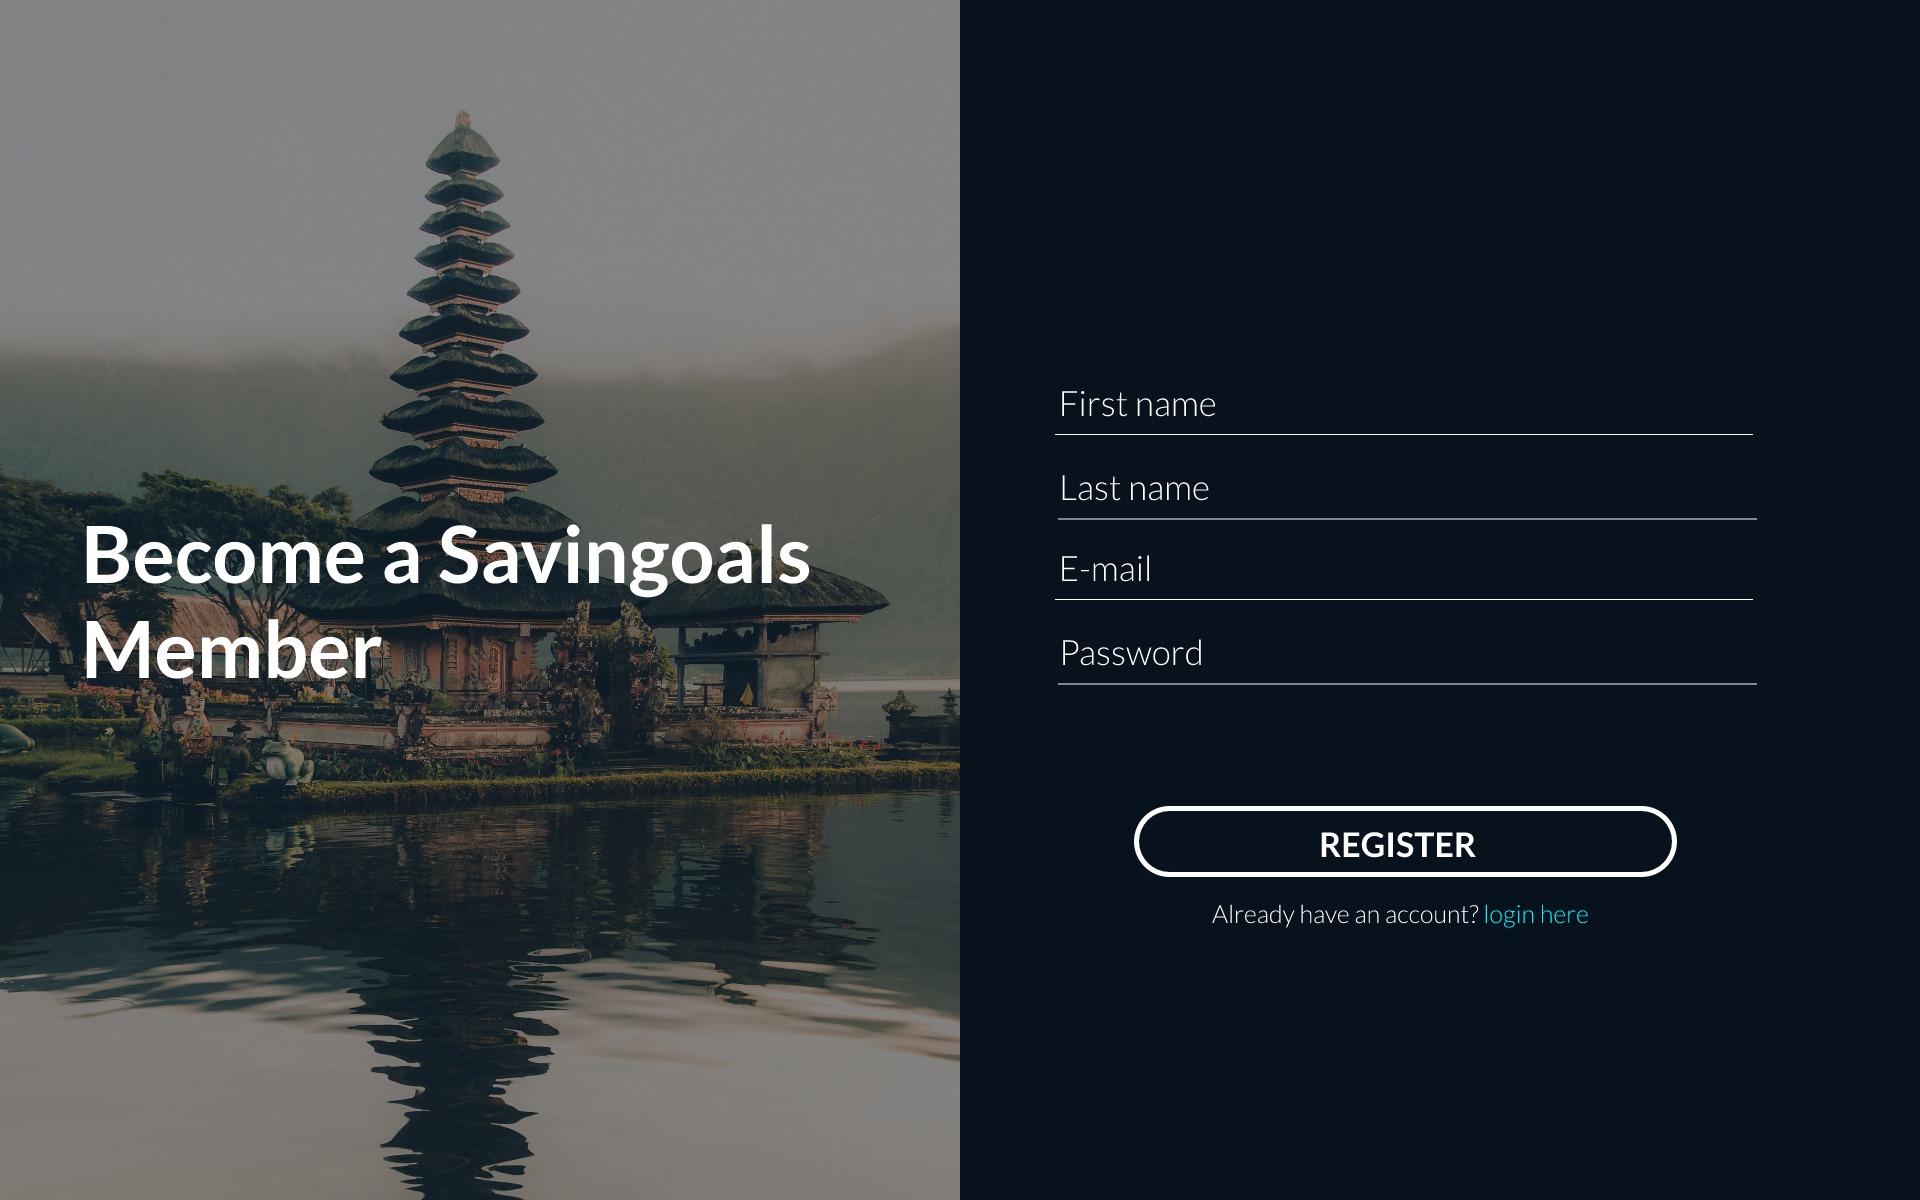 Become a Savingoals
Member
First name
Last name
E-mail
Password
REGISTER
Already have an account? login here